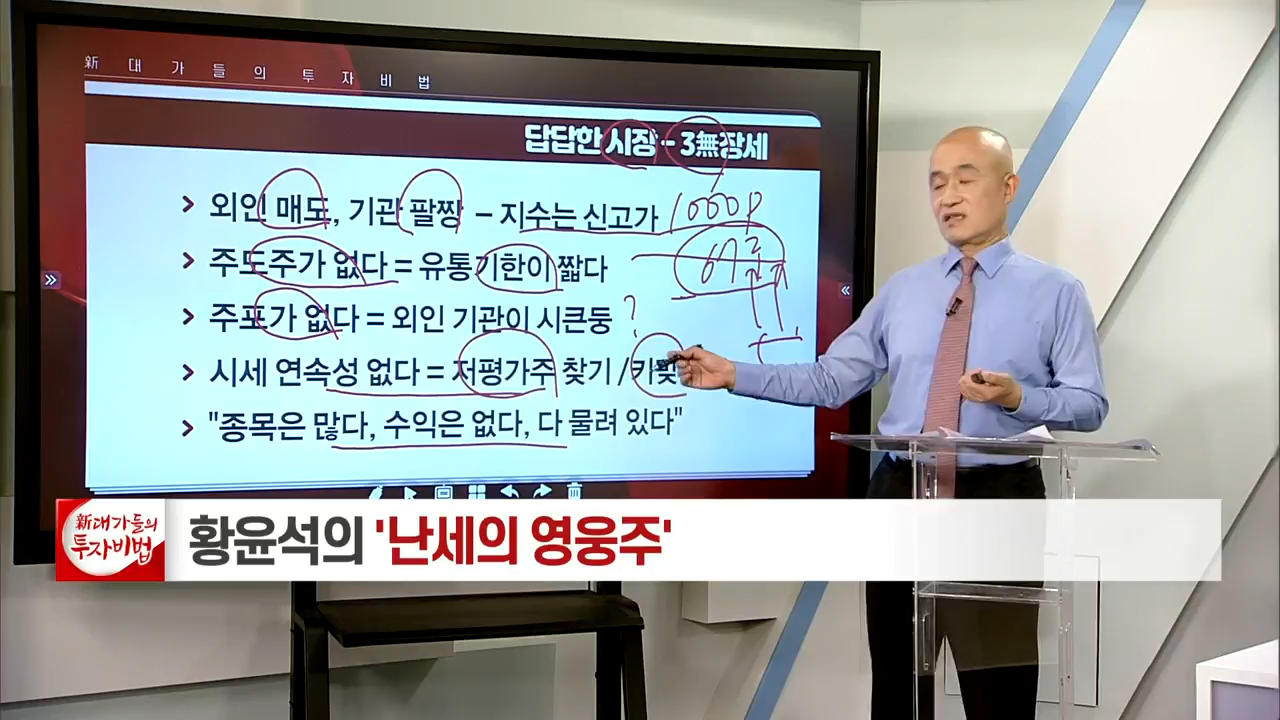 新 대 가 들 의 투 자 비 법
답답한 시장 - 3無장세
외인 매도, 기관 팔짱 – 지수는 신고가 1000P
주도주가 없다 = 유통기한이 짧다
주포가 없다 = 외인 기관이 시큰둥 ?
시세 연속성 없다 = 저평가주 찾기 /키맞
"종목은 많다, 수익은 없다, 다 물려 있다"
新대가들의
투자비법
황윤석의 '난세의 영웅주'